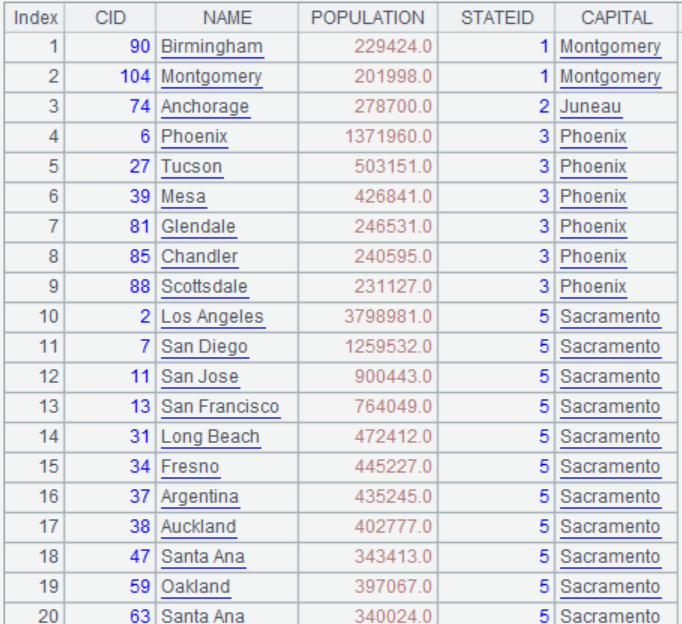 Index CID NAME POPULATION STATEID CAPITAL
1 90 Birmingham 229424.0 1 Montgomery
2 104 Montgomery 201998.0 1 Montgomery
3 74 Anchorage 278700.0 2 Juneau
4 6 Phoenix 1371960.0 3 Phoenix
5 27 Tucson 503151.0 3 Phoenix
6 39 Mesa 426841.0 3 Phoenix
7 81 Glendale 246531.0 3 Phoenix
8 85 Chandler 240595.0 3 Phoenix
9 88 Scottsdale 231127.0 3 Phoenix
10 2 Los Angeles 3798981.0 5 Sacramento
11 7 San Diego 1259532.0 5 Sacramento
12 11 San Jose 900443.0 5 Sacramento
13 13 San Francisco 764049.0 5 Sacramento
14 31 Long Beach 472412.0 5 Sacramento
15 34 Fresno 445227.0 5 Sacramento
16 37 Argentina 435245.0 5 Sacramento
17 38 Auckland 402777.0 5 Sacramento
18 47 Santa Ana 343413.0 5 Sacramento
19 59 Oakland 397067.0 5 Sacramento
20 63 Santa Ana 340024.0 5 Sacramento